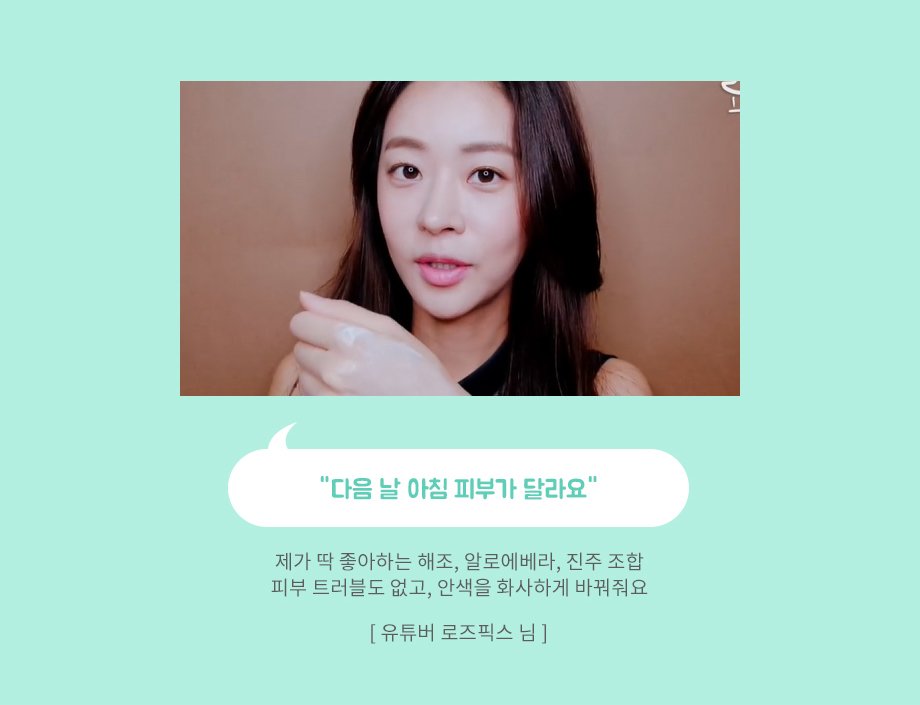 "다음 날 아침 피부가 달라요"
제가 딱 좋아하는 해조, 알로에베라, 진주 조합
피부 트러블도 없고, 안색을 화사하게 바꿔줘요
[ 유튜버 로즈픽스 님 ]